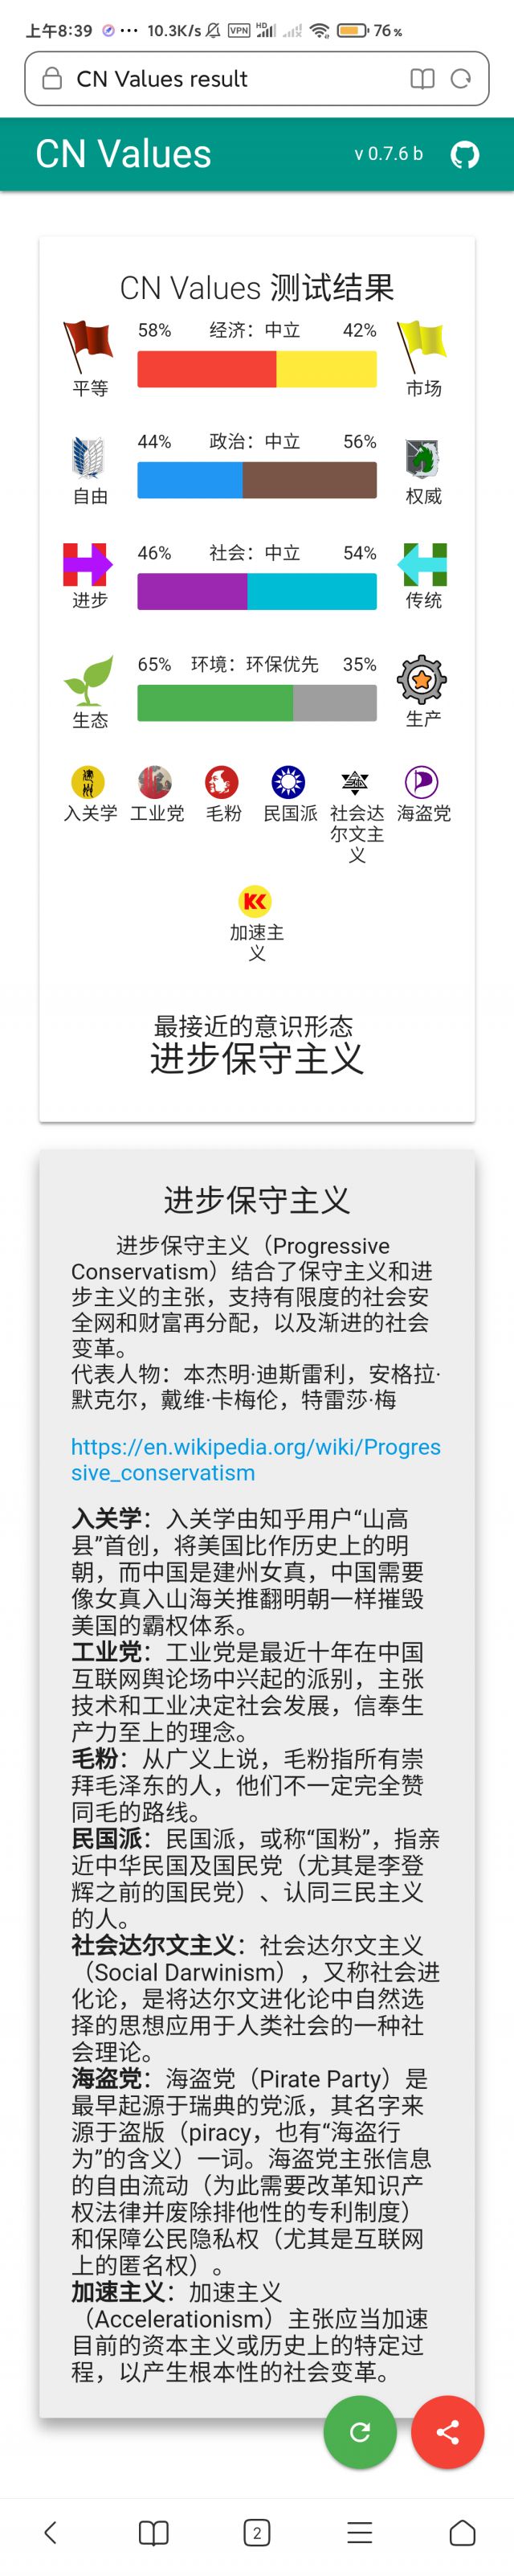 上午8:39 ··· 10.3K/s VPN HD 76%
CN Values result
CN Values v 0.7.6 b
CN Values 测试结果
58% 经济：中立 42%
平等 市场
44% 政治：中立 56%
自由 权威
46% 社会：中立 54%
进步 传统
65% 环境：环保优先 35%
生态 生产
入关学 工业党 毛粉 民国派 社会达 海盗党
尔文主
义
加速主
义
最接近的意识形态
进步保守主义
进步保守主义
进步保守主义（Progressive
Conservatism）结合了保守主义和进
步主义的主张，支持有限度的社会安
全网和财富再分配，以及渐进的社会
变革。
代表人物：本杰明·迪斯雷利，安格拉·
默克尔，戴维·卡梅伦，特蕾莎·梅
https://en.wikipedia.org/wiki/Progres
sive_conservatism
入关学：入关学由知乎用户“山高
县”首创，将美国比作历史上的明
朝，而中国是建州女真，中国需要
像女真入山海关推翻明朝一样摧毁
美国的霸权体系。
工业党：工业党是最近十年在中国
互联网舆论场中兴起的派别，主张
技术和工业决定社会发展，信奉生
产力至上的理念。
毛粉：从广义上说，毛粉指所有崇
拜毛泽东的人，他们不一定完全赞
同毛的路线。
民国派：民国派，或称“国粉”，指亲
近中华民国及国民党（尤其是李登
辉之前的国民党）、认同三民主义
的人。
社会达尔文主义：社会达尔文主义
（Social Darwinism），又称社会进
化论，是将达尔文进化论中自然选
择的思想应用于人类社会的一种社
会理论。
海盗党：海盗党（Pirate Party）是
最早起源于瑞典的党派，其名字来
源于盗版（piracy，也有“海盗行
为”的含义）一词。海盗党主张信息
的自由流动（为此需要改革知识产
权法律并废除排他性的专利制度）
和保障公民隐私权（尤其是互联网
上的匿名权）。
加速主义：加速主义
（Accelerationism）主张应当加速
目前的资本主义或历史上的特定过
程，以产生根本性的社会变革。
2